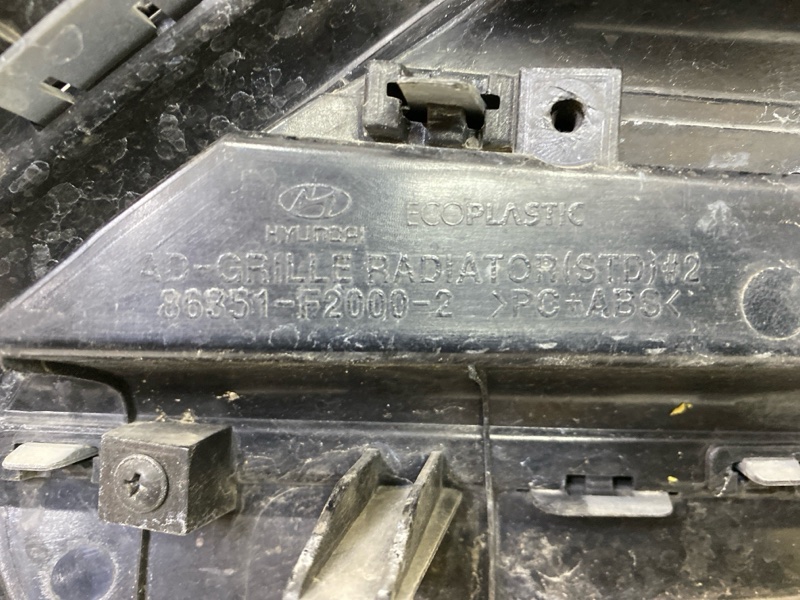 ECOPLASTIC
HYUNDAI
AD-GRILLE RADIATOR(STD)#2
86351-F2000-2 >PC+ABS<